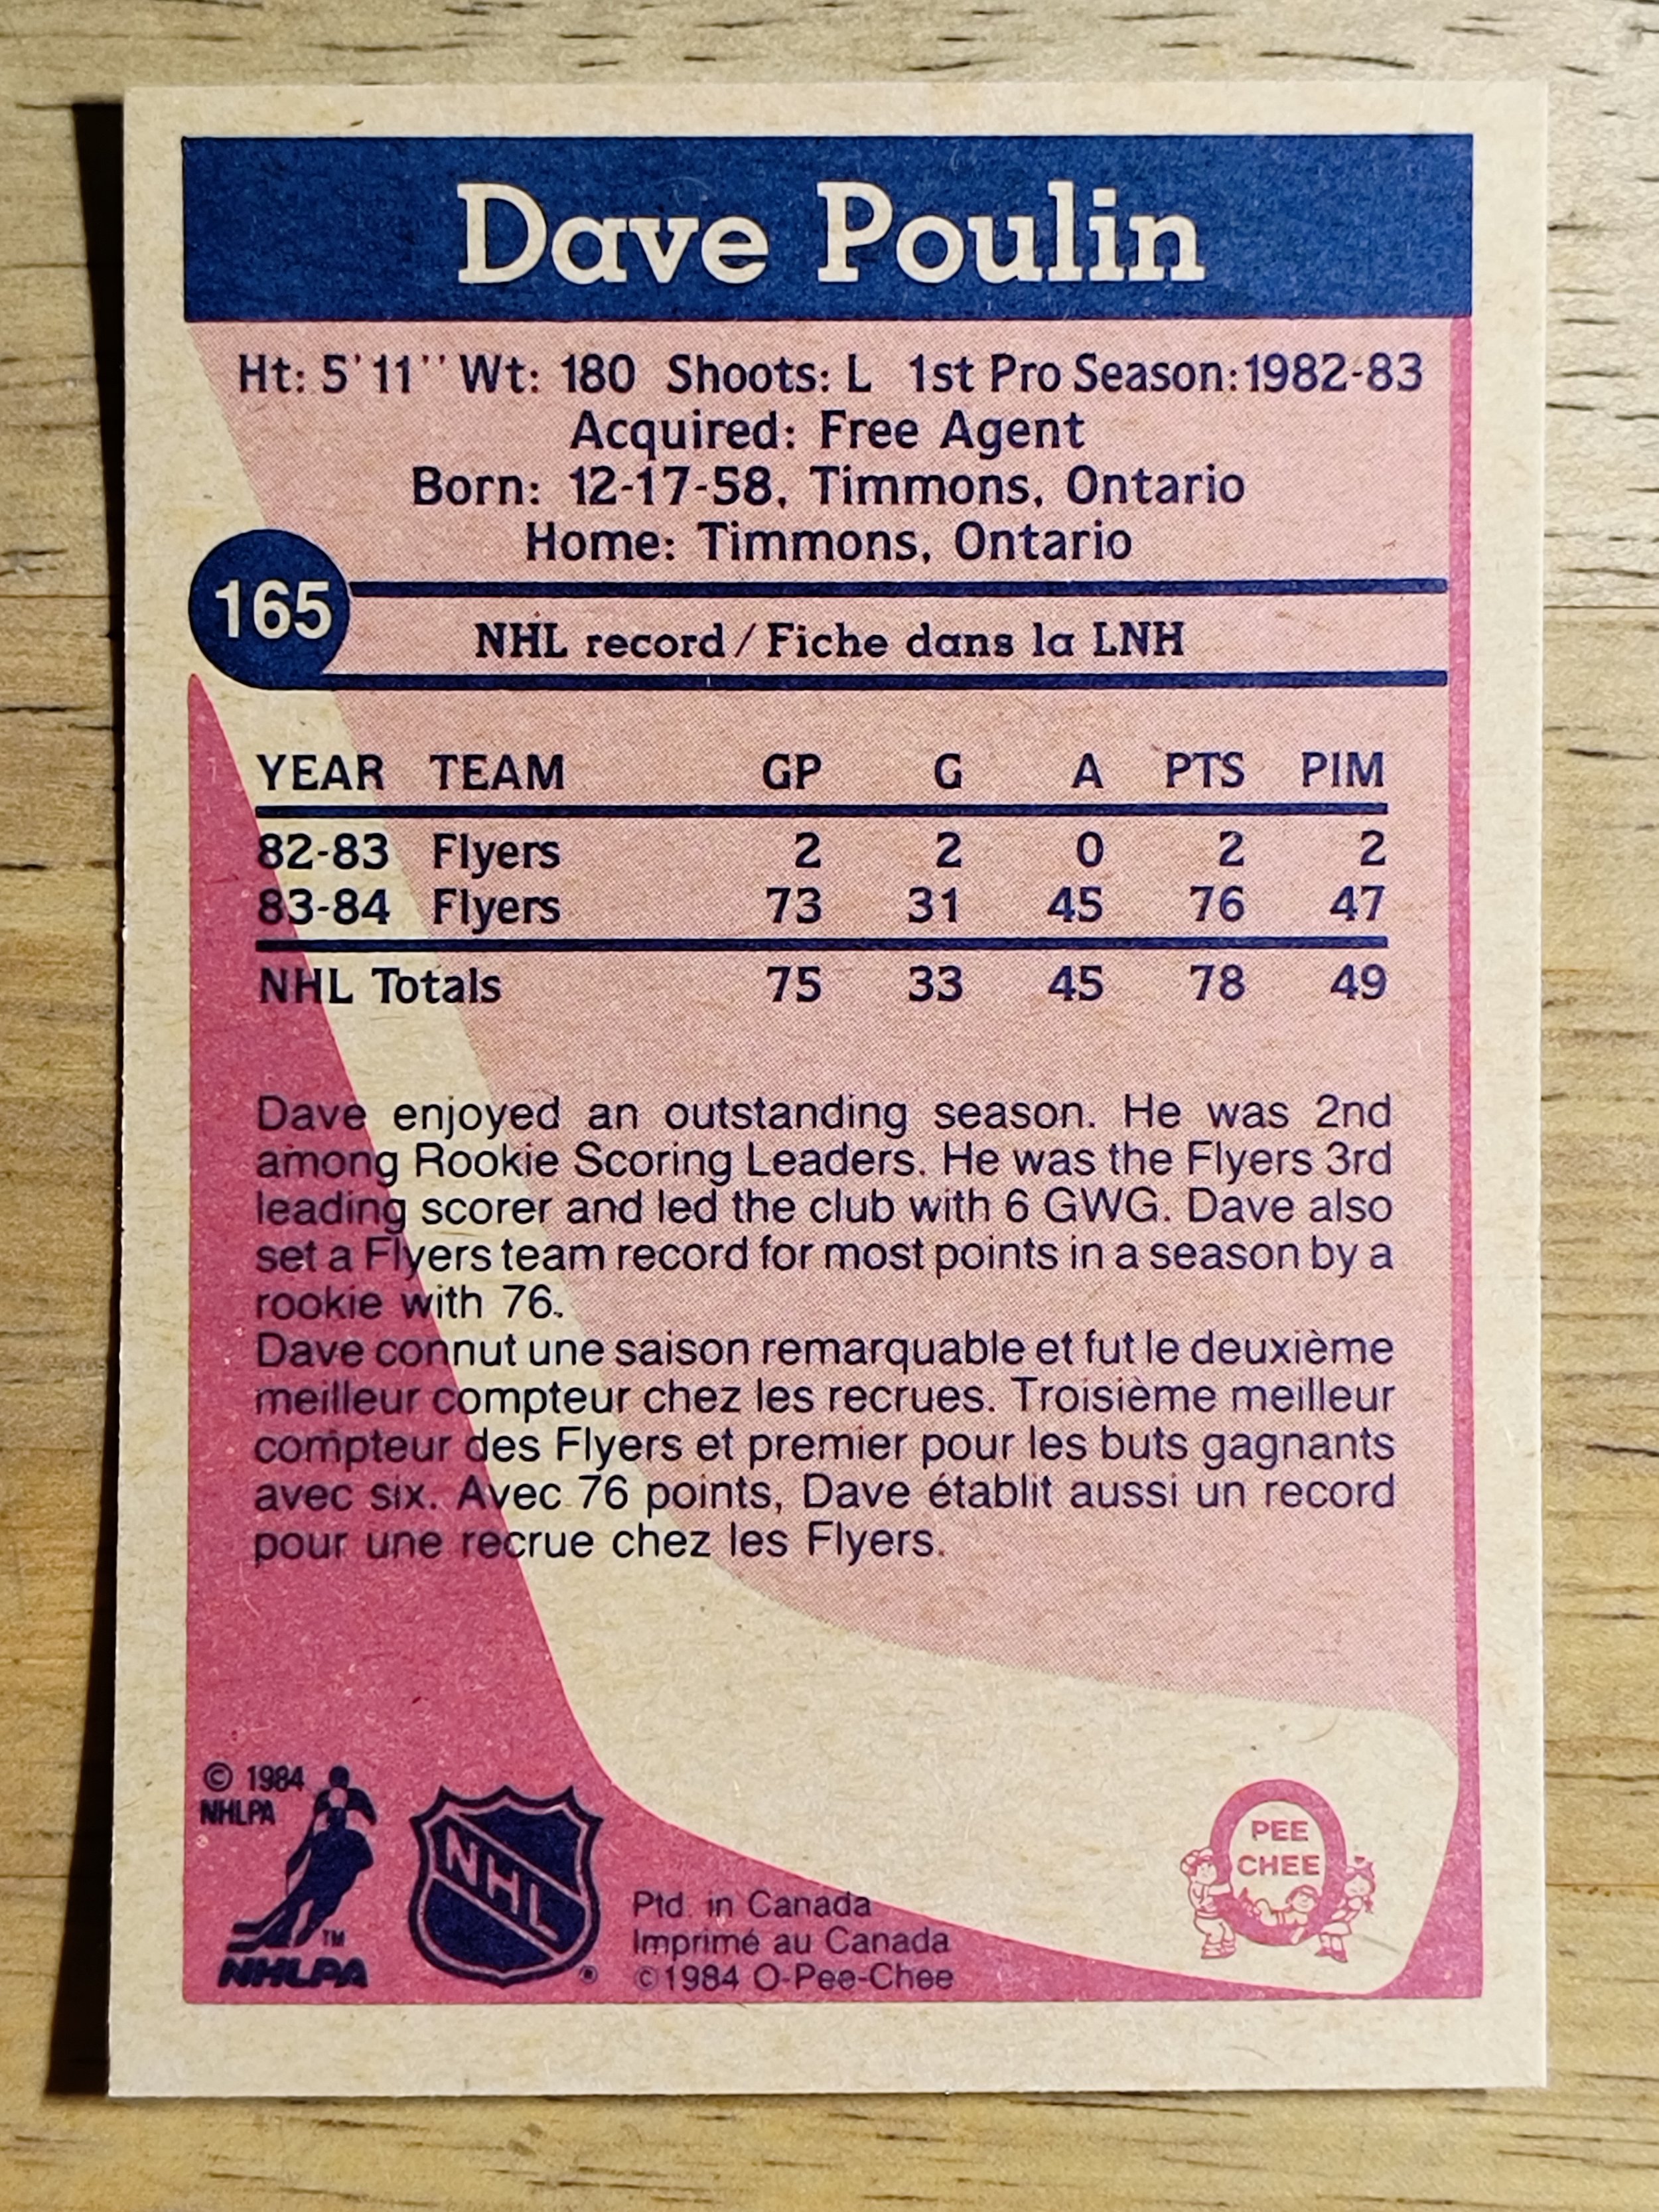 Dave Poulin
Ht: 5'11'' Wt: 180 Shoots: L 1st Pro Season:1982-83
Acquired: Free Agent
Born: 12-17-58, Timmons, Ontario
Home: Timmons, Ontario
165
NHL record / Fiche dans la LNH
YEAR TEAM GP G A PTS PIM
82-83 Flyers 2 2 0 2 2
83-84 Flyers 73 31 45 76 47
NHL Totals 75 33 45 78 49
Dave enjoyed an outstanding season. He was 2nd
among Rookie Scoring Leaders. He was the Flyers 3rd
leading scorer and led the club with 6 GWG. Dave also
set a Flyers team record for most points in a season by a
rookie with 76.
Dave connut une saison remarquable et fut le deuxième
meilleur compteur chez les recrues. Troisième meilleur
compteur des Flyers et premier pour les buts gagnants
avec six. Avec 76 points, Dave établit aussi un record
pour une recrue chez les Flyers.
© 1984
NHLPA
TM
NHLPA
NHL
®
Ptd. in Canada
Imprimé au Canada
©1984 O-Pee-Chee
PEE
CHEE